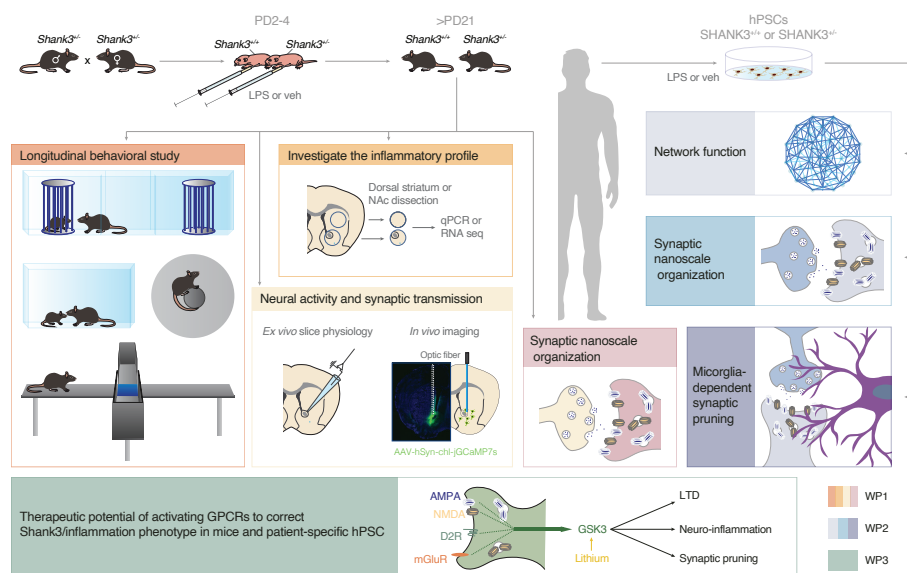 PD2-4
>PD21
hPSCs
SHANK3+/+ or SHANK3+/-
Shank3+/-
Shank3+/-
x
Shank3+/+
Shank3+/-
Shank3+/+
Shank3+/-
LPS or veh
LPS or veh
Longitudinal behavioral study
Investigate the inflammatory profile
Dorsal striatum or
NAc dissection
qPCR or
RNA seq
Neural activity and synaptic transmission
Ex vivo slice physiology
In vivo imaging
Optic fiber
AAV-hSyn-chl-jGCaMP7s
Synaptic nanoscale
organization
Network function
Synaptic
nanoscale
organization
Micorglia-
dependent
synaptic
pruning
Therapeutic potential of activating GPCRs to correct
Shank3/inflammation phenotype in mice and patient-specific hPSC
AMPA
NMDA
D2R
mGluR
GSK3
Lithium
LTD
Neuro-inflammation
Synaptic pruning
WP1
WP2
WP3